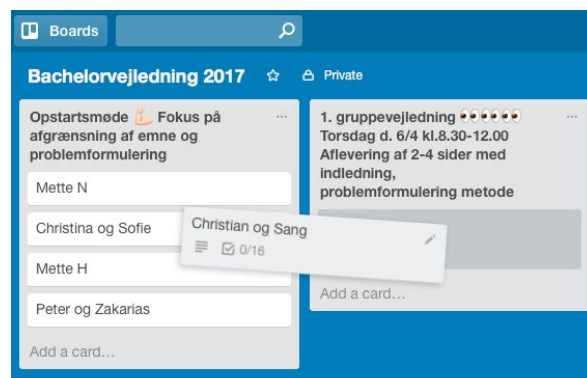 Boards
Bachelorvejledning 2017
Private
Opstartsmøde 💪🏻 Fokus på
afgrænsning af emne og
problemformulering
...
Mette N
Christina og Sofie
Mette H
Peter og Zakarias
Add a card…
Christian og Sang
0/16
1. gruppevejledning 👀👀👀
...
Torsdag d. 6/4 kl.8.30-12.00
Aflevering af 2-4 sider med
indledning,
problemformulering metode
Add a card…